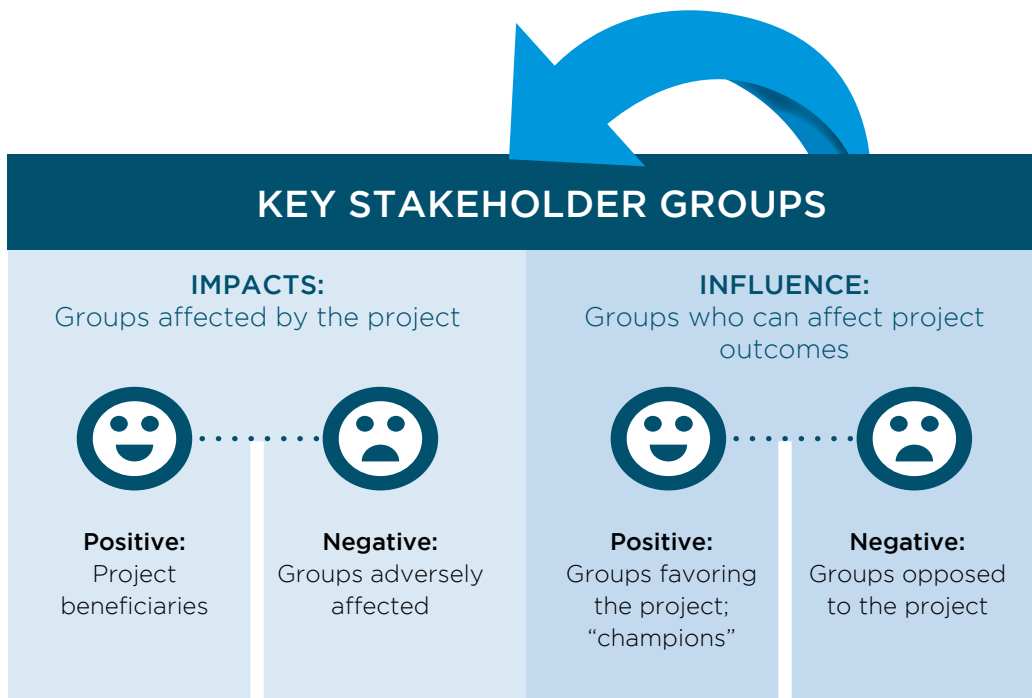 KEY STAKEHOLDER GROUPS
IMPACTS:
Groups affected by the project
INFLUENCE:
Groups who can affect project
outcomes
Positive:
Project
beneficiaries
Negative:
Groups adversely
affected
Positive:
Groups favoring
the project;
“champions”
Negative:
Groups opposed
to the project